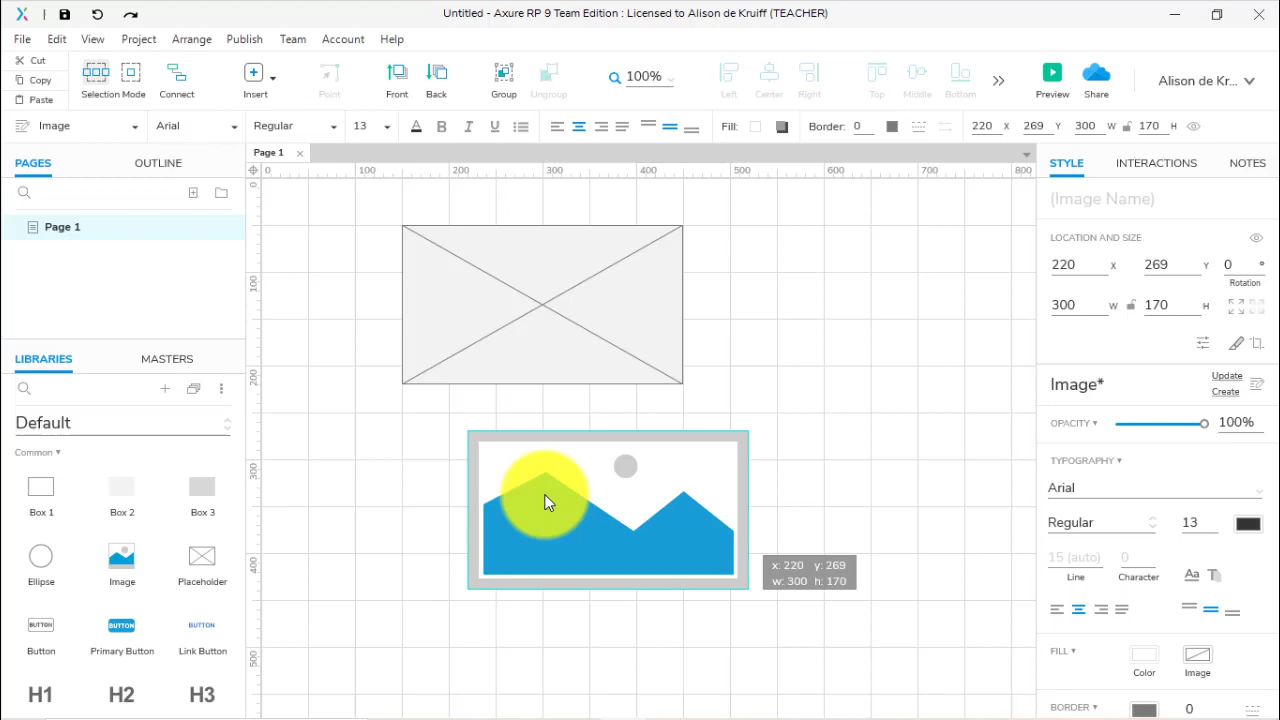 Untitled - Axure RP 9 Team Edition : Licensed to Alison de Kruiff (TEACHER)
File Edit View Project Arrange Publish Team Account Help
Cut
Copy
Paste
Selection Mode Connect Insert Point Front Back Group Ungroup 100% Left Center Right Top Middle Bottom Preview Share Alison de Kr...
Image Arial Regular 13 Fill: Border: 0 220 X 269 Y 300 W 170 H
PAGES OUTLINE
Page 1
0 100 200 300 400 500 600 700 800
0
100
200
300
400
500
Page 1
LIBRARIES MASTERS
Default
Common
Box 1 Box 2 Box 3
Ellipse Image Placeholder
BUTTON BUTTON BUTTON
Button Primary Button Link Button
H1 H2 H3
x: 220 y: 269
w: 300 h: 170
STYLE INTERACTIONS NOTES
(Image Name)
LOCATION AND SIZE
220 X 269 Y 0 °
Rotation
300 W 170 H
Image* Update
Create
OPACITY 100%
TYPOGRAPHY
Arial
Regular 13
15 (auto) 0 Aa T
Line Character
FILL
Color Image
BORDER 0